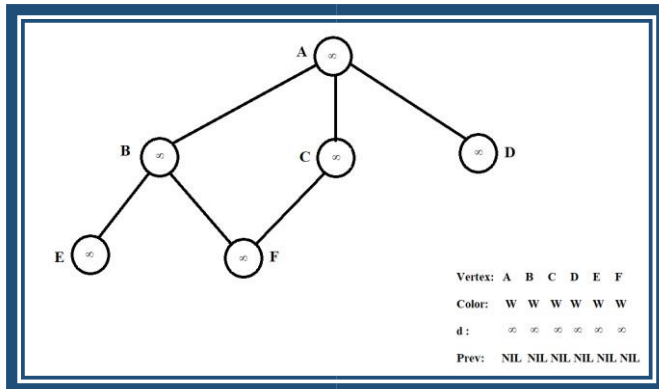 A ∞
B ∞ C ∞ ∞ D
E ∞ ∞ F
Vertex: A B C D E F
Color: W W W W W W
d : ∞ ∞ ∞ ∞ ∞ ∞
Prev: NIL NIL NIL NIL NIL NIL